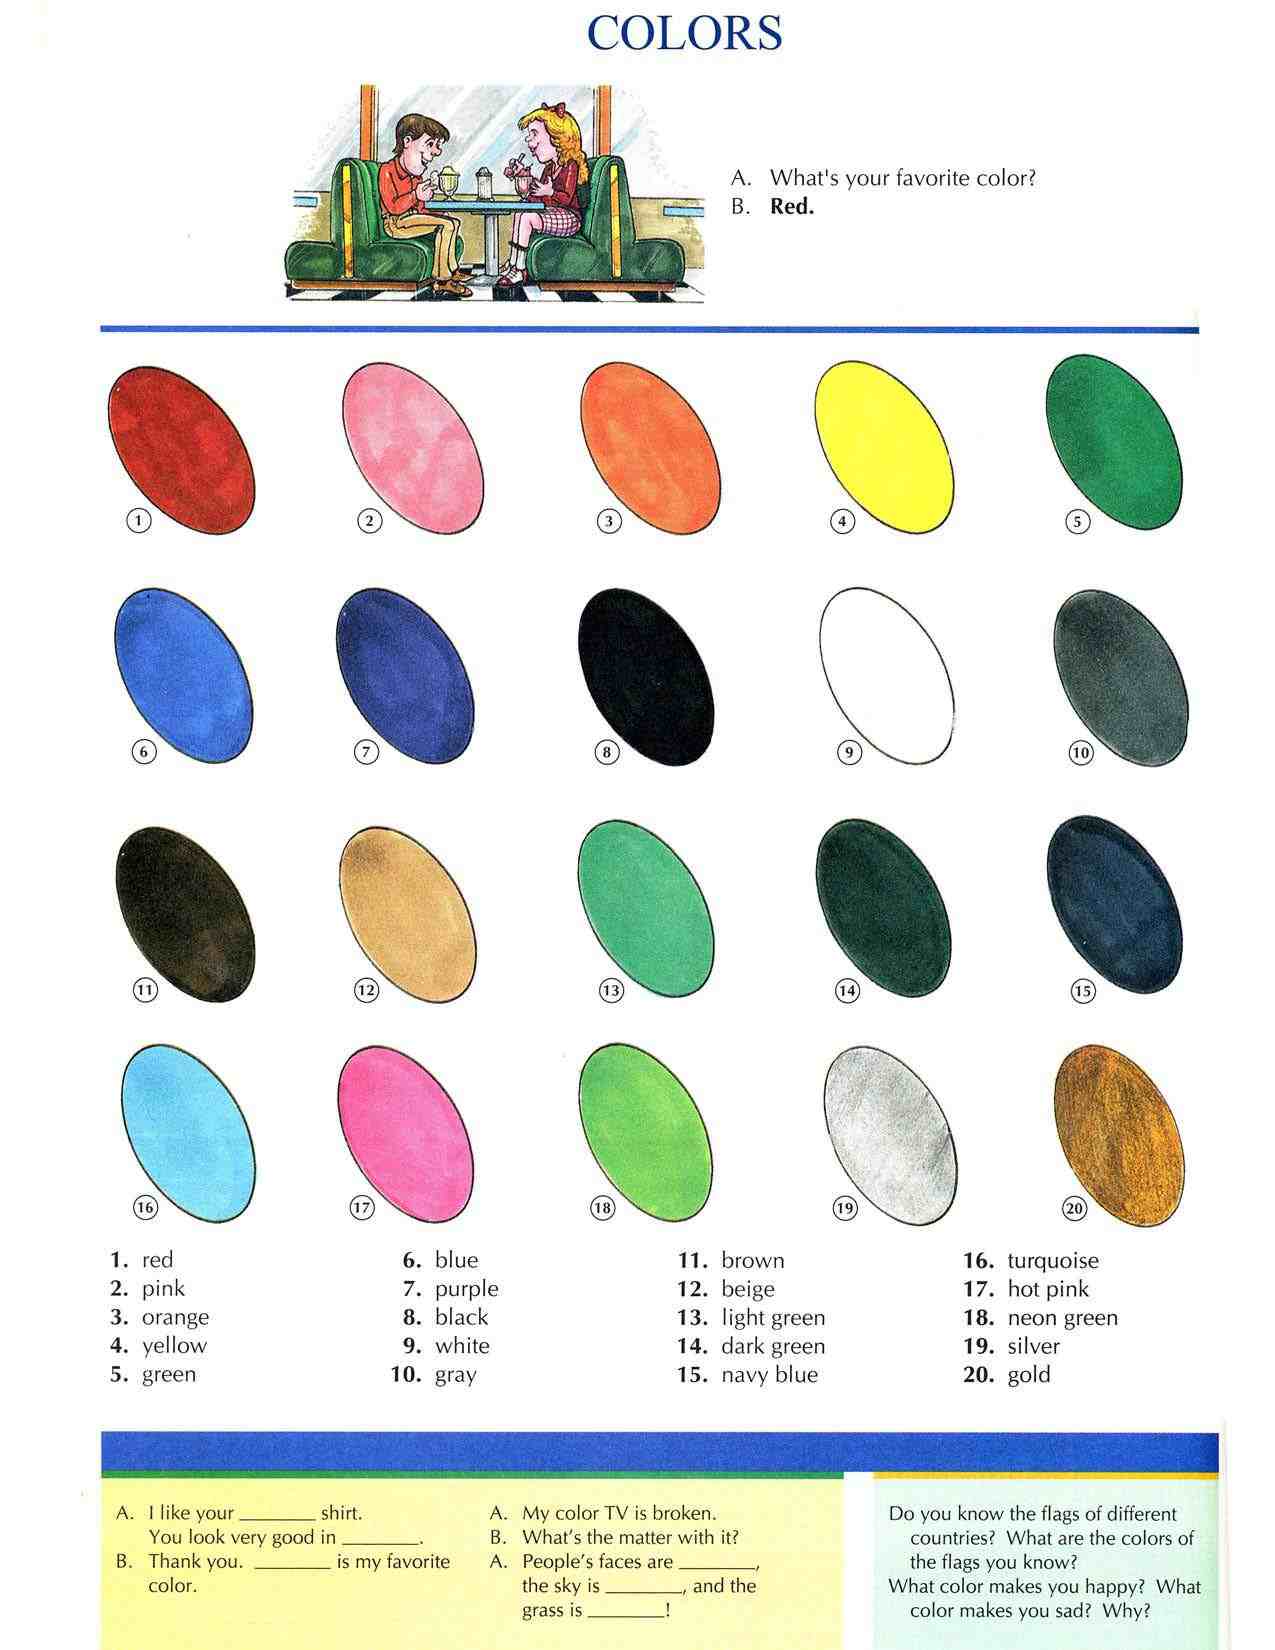 COLORS
A. What's your favorite color?
B. Red.
1
2
3
4
5
6
7
8
9
10
11
12
13
14
15
16
17
18
19
20
1. red
2. pink
3. orange
4. yellow
5. green
6. blue
7. purple
8. black
9. white
10. gray
11. brown
12. beige
13. light green
14. dark green
15. navy blue
16. turquoise
17. hot pink
18. neon green
19. silver
20. gold
A. I like your _______ shirt.
You look very good in _______.
B. Thank you. _______ is my favorite
color.
A. My color TV is broken.
B. What's the matter with it?
A. People's faces are _______,
the sky is _______, and the
grass is _______!
Do you know the flags of different
countries? What are the colors of
the flags you know?
What color makes you happy? What
color makes you sad? Why?